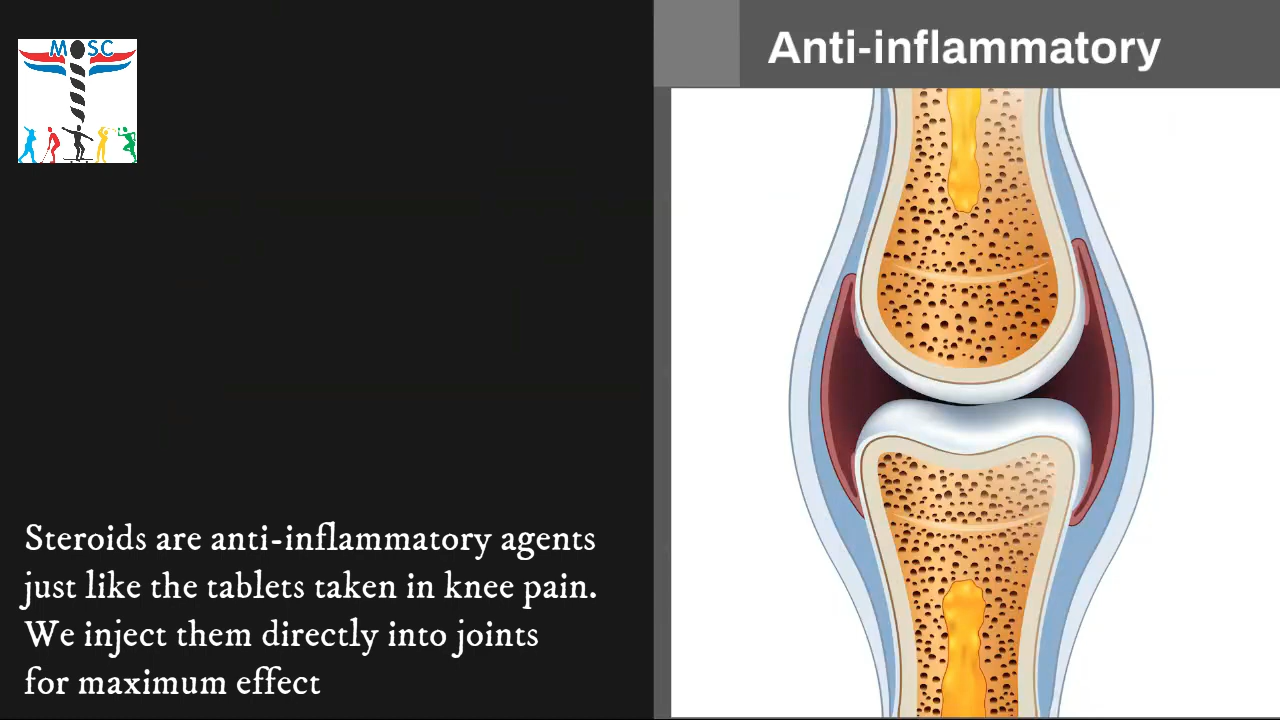 MOSC
Anti-inflammatory
Steroids are anti-inflammatory agents
just like the tablets taken in knee pain.
We inject them directly into joints
for maximum effect